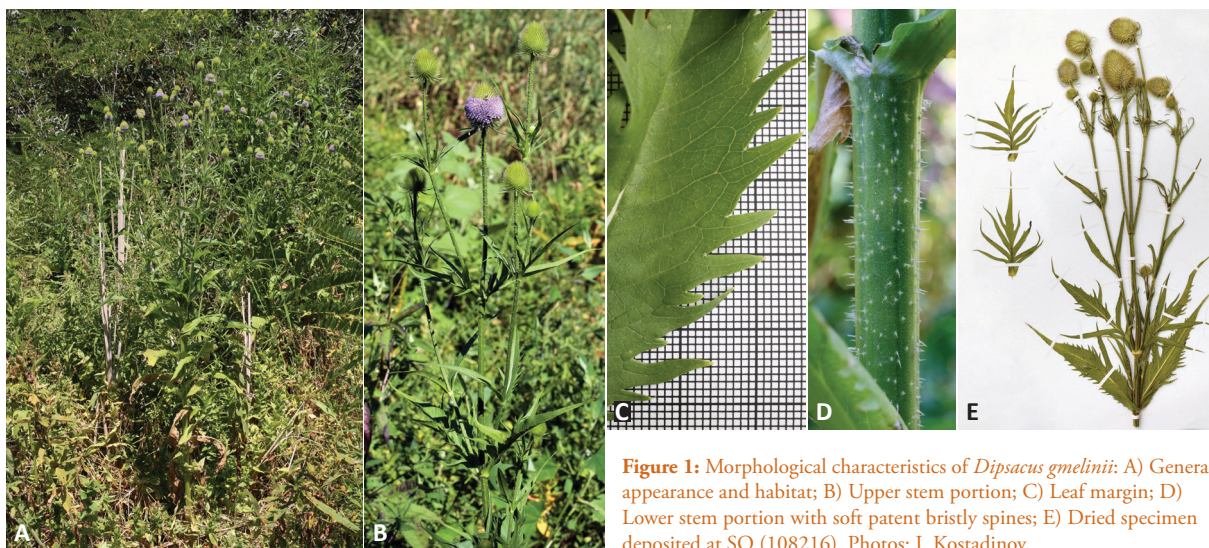 A
B
C
D
E
Figure 1: Morphological characteristics of Dipsacus gmelinii: A) General
appearance and habitat; B) Upper stem portion; C) Leaf margin; D)
Lower stem portion with soft patent bristly spines; E) Dried specimen
deposited at SO (108216). Photos: I. Kostadinov